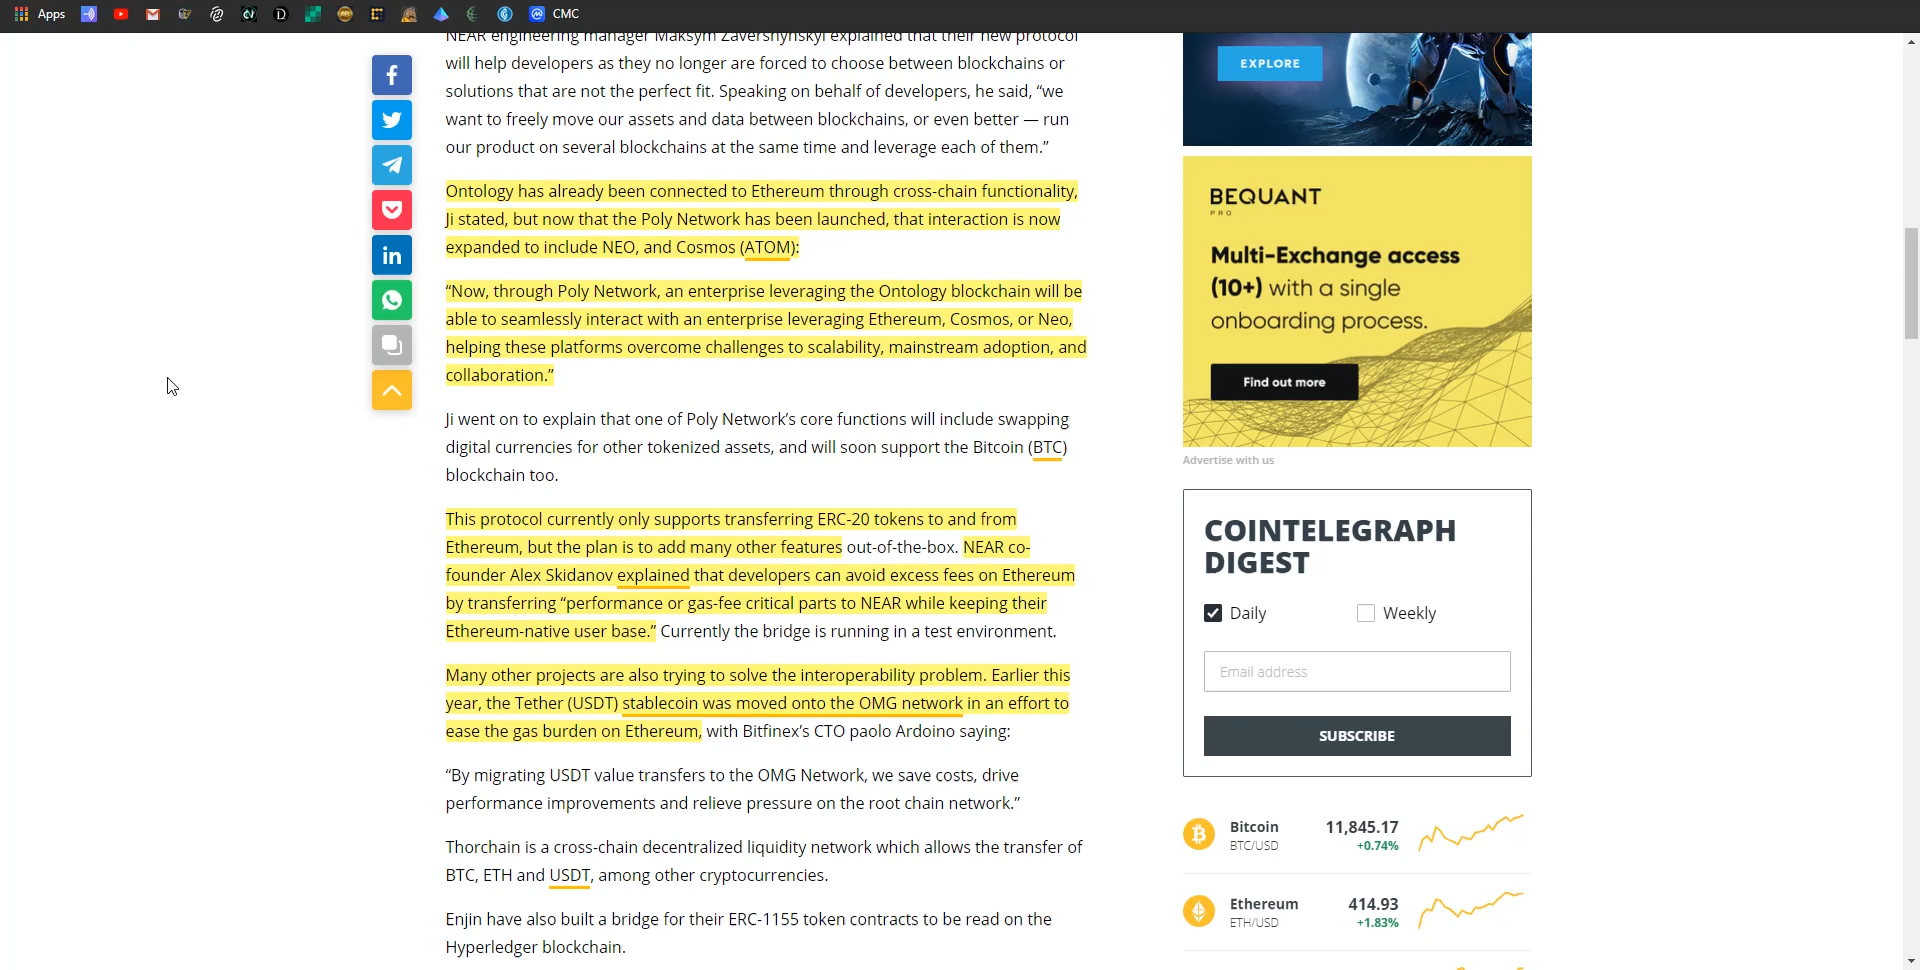 Apps
CMC
NEAR engineering manager Maksym Zavershynskyi explained that their new protocol
will help developers as they no longer are forced to choose between blockchains or
solutions that are not the perfect fit. Speaking on behalf of developers, he said, “we
want to freely move our assets and data between blockchains, or even better — run
our product on several blockchains at the same time and leverage each of them.”
Ontology has already been connected to Ethereum through cross-chain functionality,
Ji stated, but now that the Poly Network has been launched, that interaction is now
expanded to include NEO, and Cosmos (ATOM):
“Now, through Poly Network, an enterprise leveraging the Ontology blockchain will be
able to seamlessly interact with an enterprise leveraging Ethereum, Cosmos, or Neo,
helping these platforms overcome challenges to scalability, mainstream adoption, and
collaboration.”
Ji went on to explain that one of Poly Network’s core functions will include swapping
digital currencies for other tokenized assets, and will soon support the Bitcoin (BTC)
blockchain too.
This protocol currently only supports transferring ERC-20 tokens to and from
Ethereum, but the plan is to add many other features out-of-the-box. NEAR co-
founder Alex Skidanov explained that developers can avoid excess fees on Ethereum
by transferring “performance or gas-fee critical parts to NEAR while keeping their
Ethereum-native user base.” Currently the bridge is running in a test environment.
Many other projects are also trying to solve the interoperability problem. Earlier this
year, the Tether (USDT) stablecoin was moved onto the OMG network in an effort to
ease the gas burden on Ethereum, with Bitfinex’s CTO paolo Ardoino saying:
“By migrating USDT value transfers to the OMG Network, we save costs, drive
performance improvements and relieve pressure on the root chain network.”
Thorchain is a cross-chain decentralized liquidity network which allows the transfer of
BTC, ETH and USDT, among other cryptocurrencies.
Enjin have also built a bridge for their ERC-1155 token contracts to be read on the
Hyperledger blockchain.
EXPLORE
BEQUANT
PRO
Multi-Exchange access
(10+) with a single
onboarding process.
Find out more
Advertise with us
COINTELEGRAPH
DIGEST
Daily
Weekly
Email address
SUBSCRIBE
Bitcoin 11,845.17
BTC/USD +0.74%
Ethereum 414.93
ETH/USD +1.83%